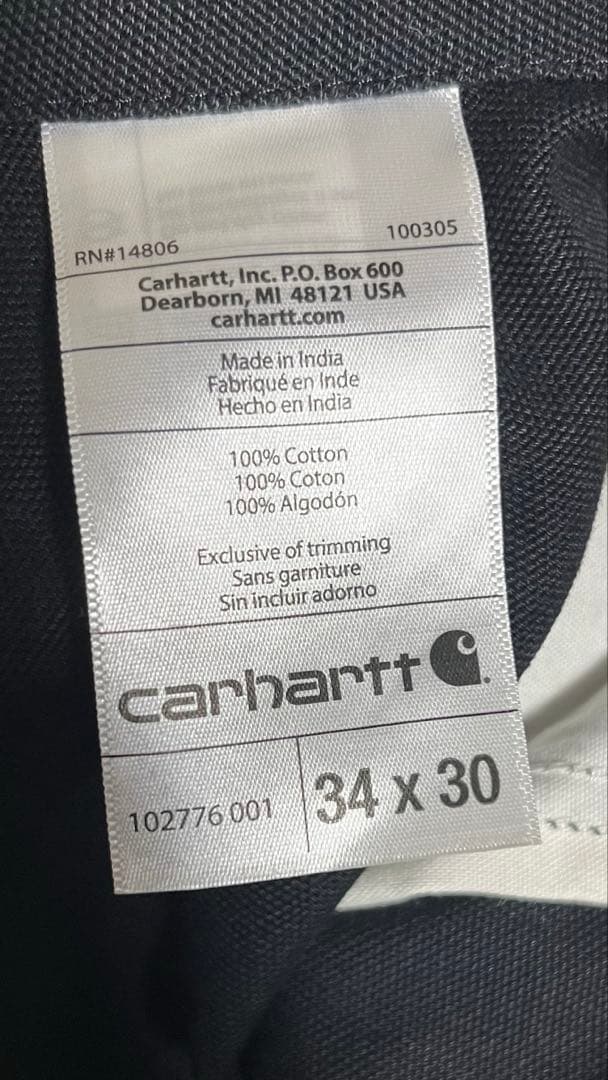 RN#14806 100305
Carhartt, Inc. P.O. Box 600
Dearborn, MI 48121 USA
carhartt.com
Made in India
Fabriqué en Inde
Hecho en India
100% Cotton
100% Coton
100% Algodón
Exclusive of trimming
Sans garniture
Sin incluir adorno
carhartt
102776 001 34 x 30